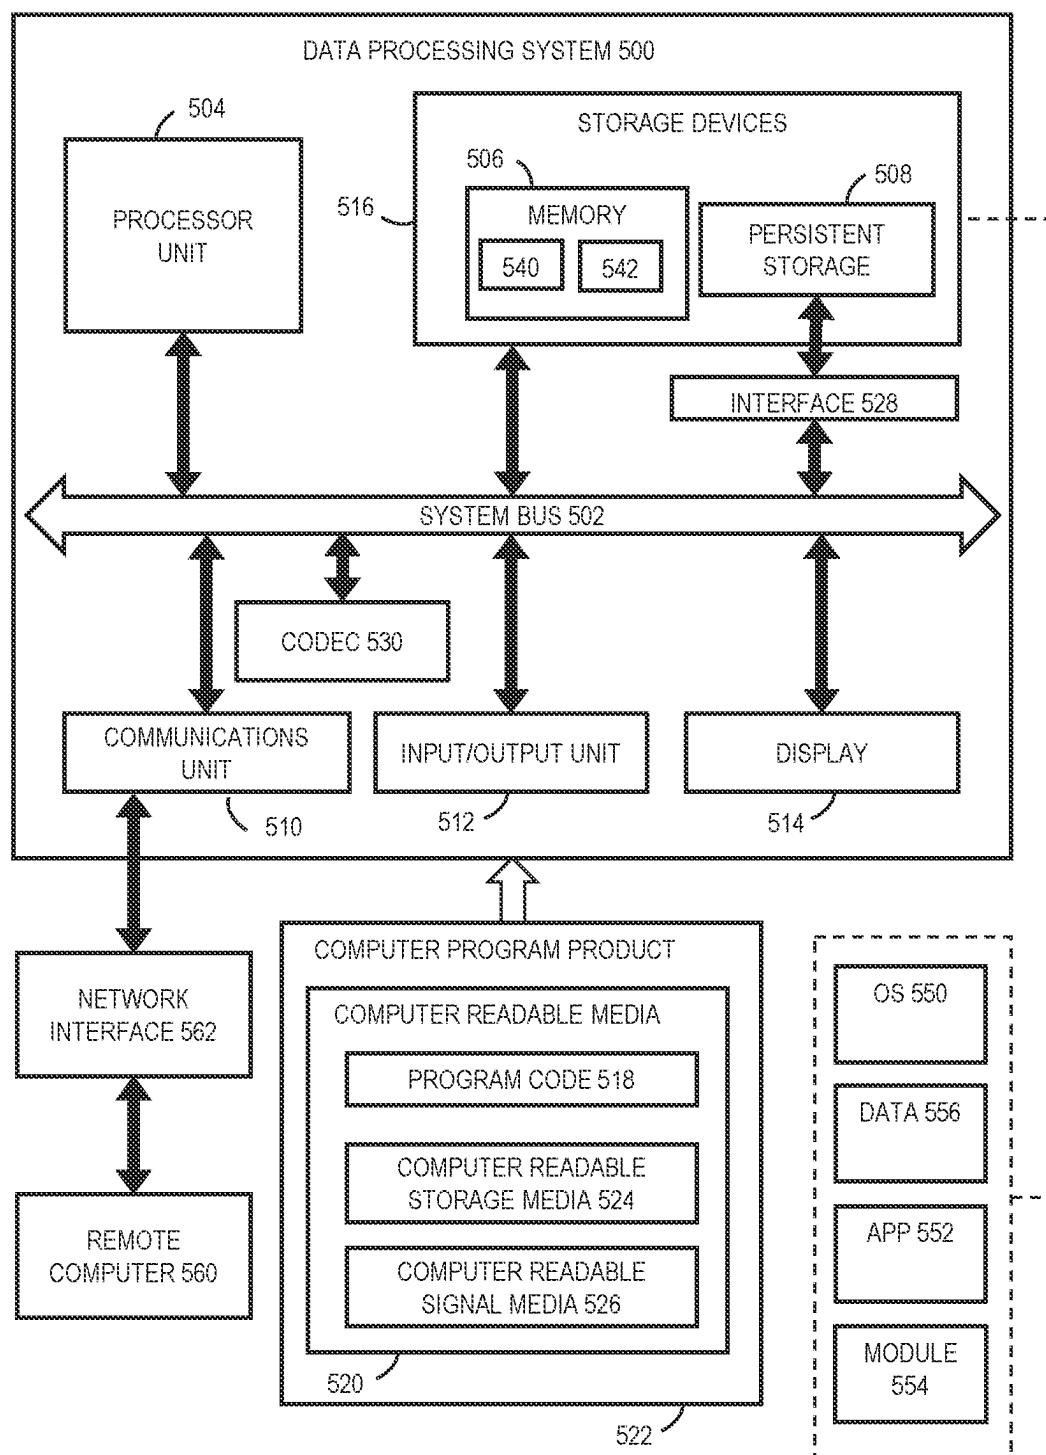 DATA PROCESSING SYSTEM 500
504
PROCESSOR
UNIT
STORAGE DEVICES
516
506
MEMORY
540
542
508
PERSISTENT
STORAGE
INTERFACE 528
SYSTEM BUS 502
CODEC 530
COMMUNICATIONS
UNIT
510
INPUT/OUTPUT UNIT
512
DISPLAY
514
NETWORK
INTERFACE 562
REMOTE
COMPUTER 560
COMPUTER PROGRAM PRODUCT
COMPUTER READABLE MEDIA
PROGRAM CODE 518
COMPUTER READABLE
STORAGE MEDIA 524
COMPUTER READABLE
SIGNAL MEDIA 526
520
522
OS 550
DATA 556
APP 552
MODULE
554